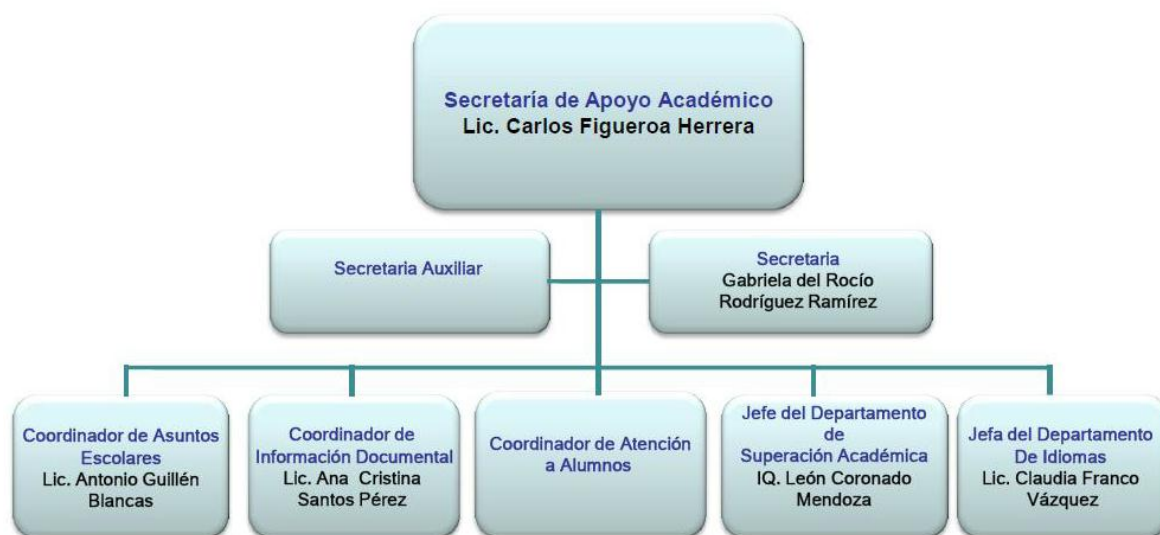 Secretaría de Apoyo Académico
Lic. Carlos Figueroa Herrera
Secretaria Auxiliar
Secretaria
Gabriela del Rocío
Rodríguez Ramírez
Coordinador de Asuntos
Escolares
Lic. Antonio Guillén
Blancas
Coordinador de
Información Documental
Lic. Ana Cristina
Santos Pérez
Coordinador de Atención
a Alumnos
Jefe del Departamento
de
Superación Académica
IQ. León Coronado
Mendoza
Jefa del Departamento
De Idiomas
Lic. Claudia Franco
Vázquez